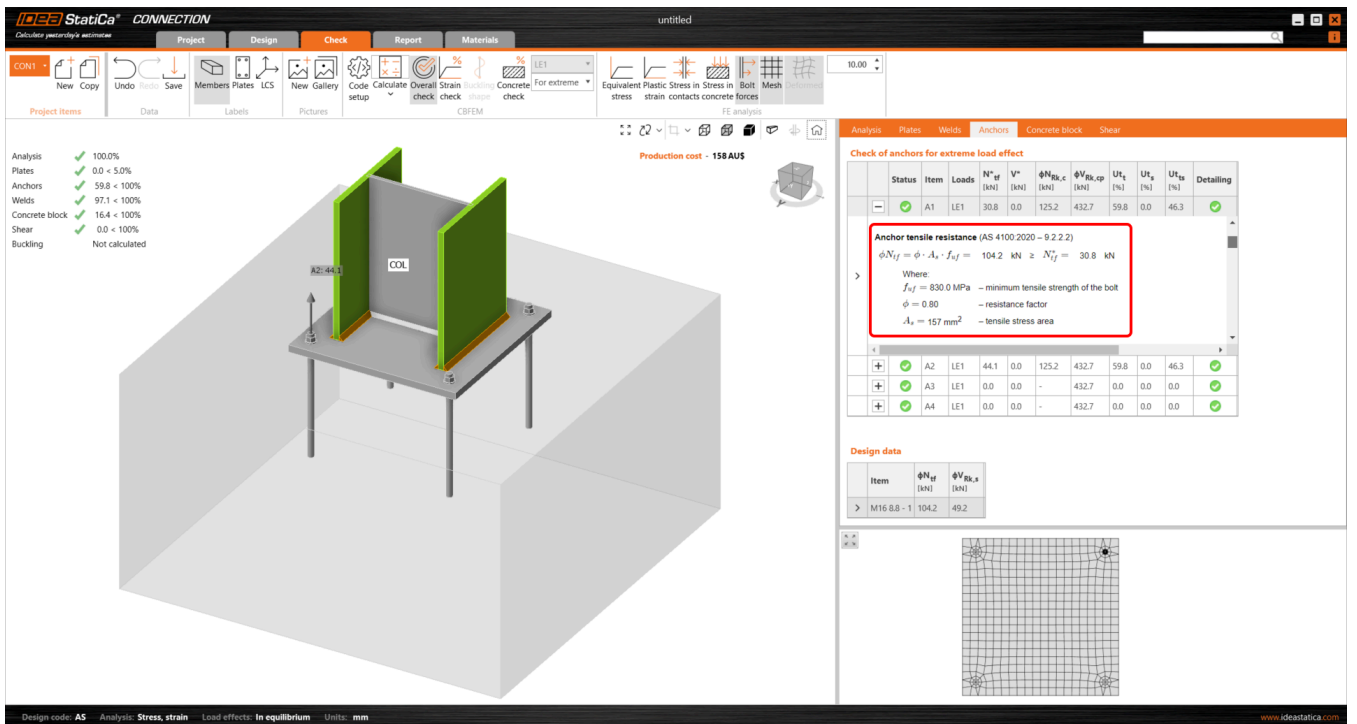 IDEA StatiCa® CONNECTION
untitled
Calculate yesterday's estimates
Project Design Check Report Materials
CON1 New Copy Undo Redo Save Members Plates LCS New Gallery Code setup Calculate Overall check Strain check Buckling shape Concrete check LE1 For extreme Equivalent stress Plastic strain Stress in contacts Stress in concrete Bolt forces Mesh Deformed 10.00
Project items Data Labels Pictures CBFEM FE analysis
Analysis 100.0%
Plates 0.0 < 5.0%
Anchors 59.8 < 100%
Welds 97.1 < 100%
Concrete block 16.4 < 100%
Shear 0.0 < 100%
Buckling Not calculated
Production cost - 158 AU$
A2: 44.1
COL
Analysis Plates Welds Anchors Concrete block Shear
Check of anchors for extreme load effect
Status Item Loads N*tf [kN] V* [kN] ϕNRk,c [kN] ϕVRk,cp [kN] Utt [%] Uts [%] Utts [%] Detailing
A1 LE1 30.8 0.0 125.2 432.7 59.8 0.0 46.3
Anchor tensile resistance (AS 4100:2020 – 9.2.2.2)
ϕNtf = ϕ · As · fuf = 104.2 kN ≥ N*tf = 30.8 kN
Where:
fuf = 830.0 MPa – minimum tensile strength of the bolt
ϕ = 0.80 – resistance factor
As = 157 mm² – tensile stress area
A2 LE1 44.1 0.0 125.2 432.7 59.8 0.0 46.3
A3 LE1 0.0 0.0 - 432.7 0.0 0.0 0.0
A4 LE1 0.0 0.0 - 432.7 0.0 0.0 0.0
Design data
Item ϕNtf [kN] ϕVRk,s [kN]
M16 8.8 - 1 104.2 49.2
Design code: AS Analysis: Stress, strain Load effects: In equilibrium Units: mm
www.ideastatica.com